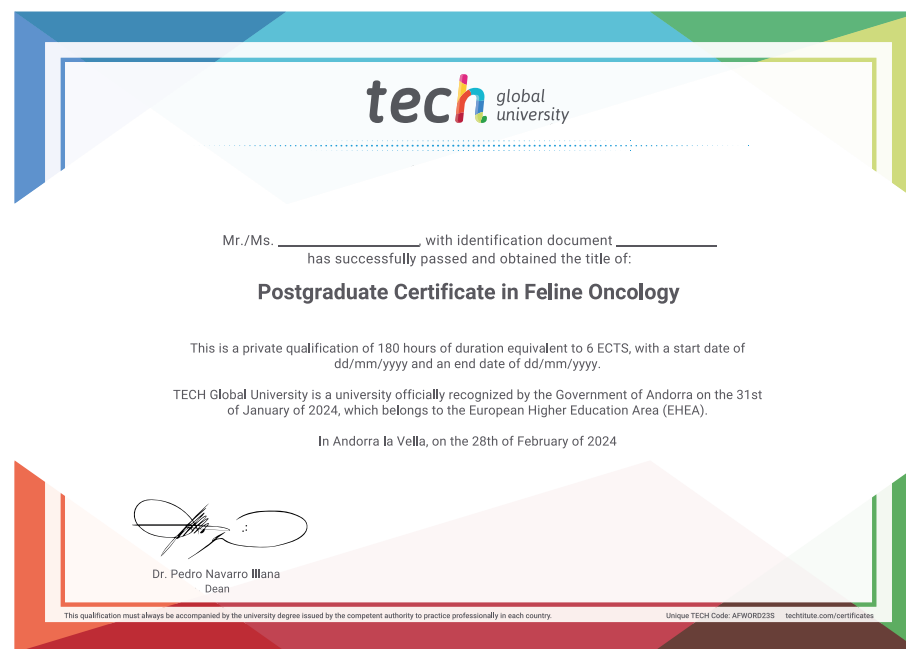 tech global university
Mr./Ms. ____________________, with identification document ______________
has successfully passed and obtained the title of:
Postgraduate Certificate in Feline Oncology
This is a private qualification of 180 hours of duration equivalent to 6 ECTS, with a start date of
dd/mm/yyyy and an end date of dd/mm/yyyy.
TECH Global University is a university officially recognized by the Government of Andorra on the 31st
of January of 2024, which belongs to the European Higher Education Area (EHEA).
In Andorra la Vella, on the 28th of February of 2024
Dr. Pedro Navarro Illana
Dean
This qualification must always be accompanied by the university degree issued by the competent authority to practice professionally in each country.
Unique TECH Code: AFWORD23S techtitute.com/certificates